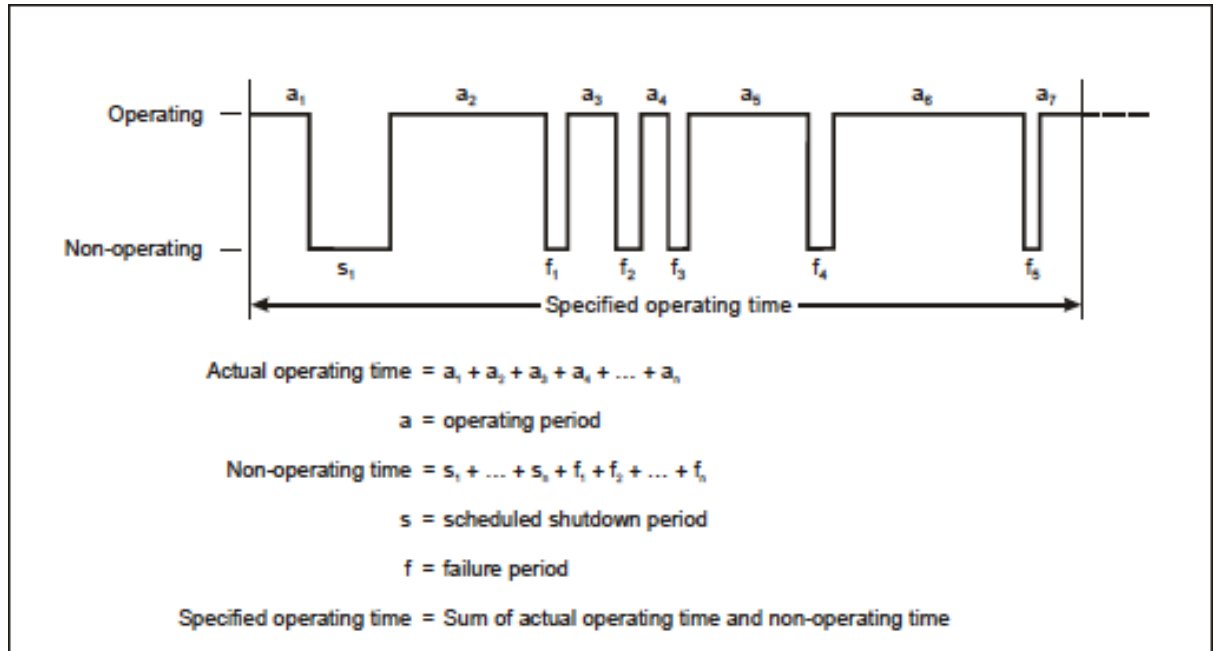 a₁ a₂ a₃ a₄ a₅ a₆ a₇
Operating
Non-operating
s₁ f₁ f₂ f₃ f₄ f₅
Specified operating time
Actual operating time = a₁ + a₂ + a₃ + a₄ + ... + aₙ
a = operating period
Non-operating time = s₁ + ... + sₙ + f₁ + f₂ + ... + fₙ
s = scheduled shutdown period
f = failure period
Specified operating time = Sum of actual operating time and non-operating time